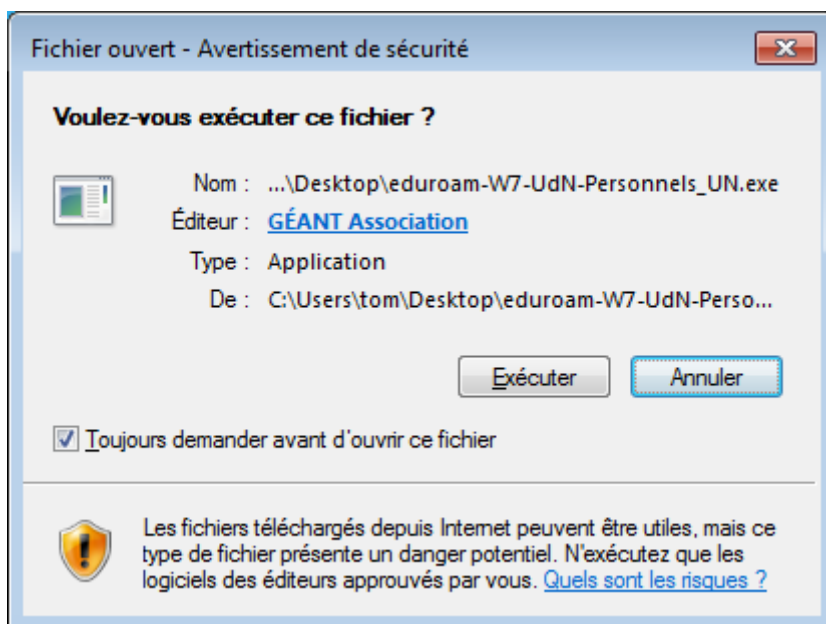 Fichier ouvert - Avertissement de sécurité
Voulez-vous exécuter ce fichier ?
Nom : ...\Desktop\eduroam-W7-UdN-Personnels_UN.exe
Éditeur : GÉANT Association
Type : Application
De : C:\Users\tom\Desktop\eduroam-W7-UdN-Perso...
Exécuter Annuler
Toujours demander avant d'ouvrir ce fichier
Les fichiers téléchargés depuis Internet peuvent être utiles, mais ce
type de fichier présente un danger potentiel. N'exécutez que les
logiciels des éditeurs approuvés par vous. Quels sont les risques ?